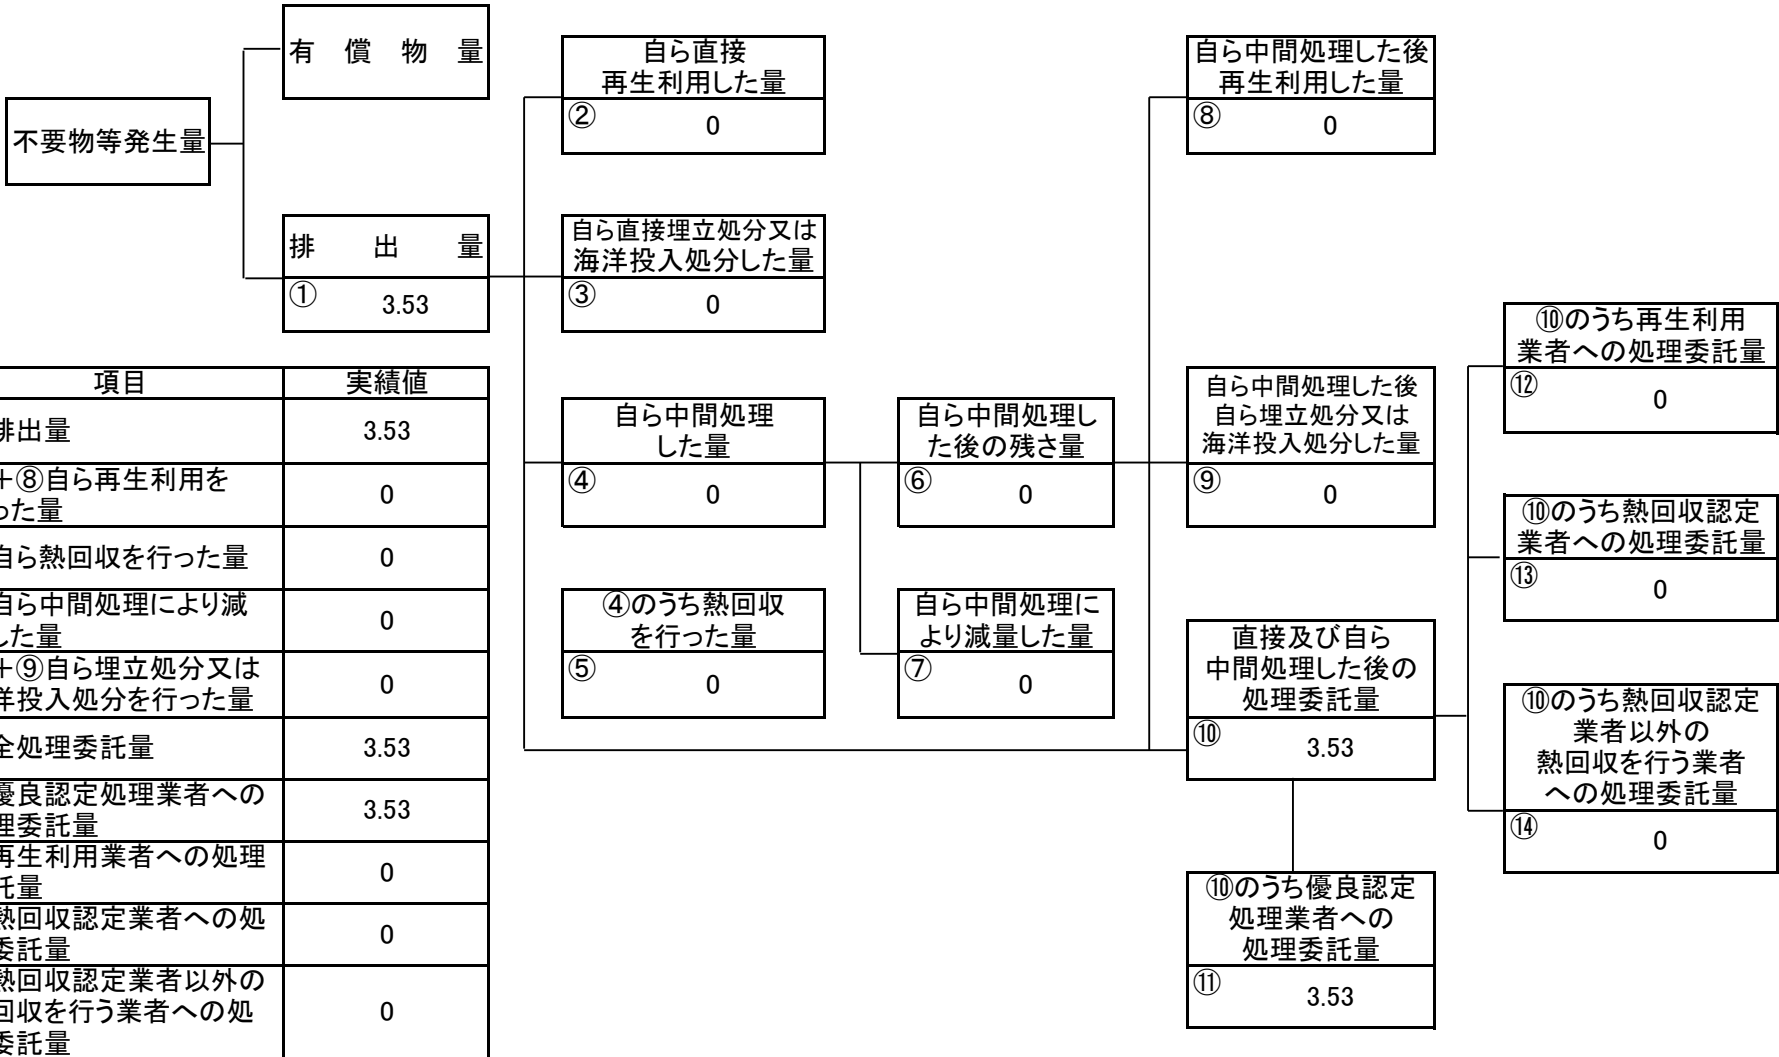 有 償 物 量
不要物等発生量
排 出 量
① 3.53
自ら直接
再生利用した量
② 0
自ら直接埋立処分又は
海洋投入処分した量
③ 0
自ら中間処理
した量
④ 0
④のうち熱回収
を行った量
⑤ 0
自ら中間処理し
た後の残さ量
⑥ 0
自ら中間処理に
より減量した量
⑦ 0
自ら中間処理した後
再生利用した量
⑧ 0
自ら中間処理した後
自ら埋立処分又は
海洋投入処分した量
⑨ 0
直接及び自ら
中間処理した後の
処理委託量
⑩ 3.53
⑩のうち優良認定
処理業者への
処理委託量
⑪ 3.53
⑩のうち再生利用
業者への処理委託量
⑫ 0
⑩のうち熱回収認定
業者への処理委託量
⑬ 0
⑩のうち熱回収認定
業者以外の
熱回収を行う業者
への処理委託量
⑭ 0
項目 実績値
排出量 3.53
+⑧自ら再生利用を
った量 0
自ら熱回収を行った量 0
自ら中間処理により減
した量 0
+⑨自ら埋立処分又は
洋投入処分を行った量 0
全処理委託量 3.53
優良認定処理業者への
理委託量 3.53
再生利用業者への処理
託量 0
熱回収認定業者への処
委託量 0
熱回収認定業者以外の
回収を行う業者への処
委託量 0